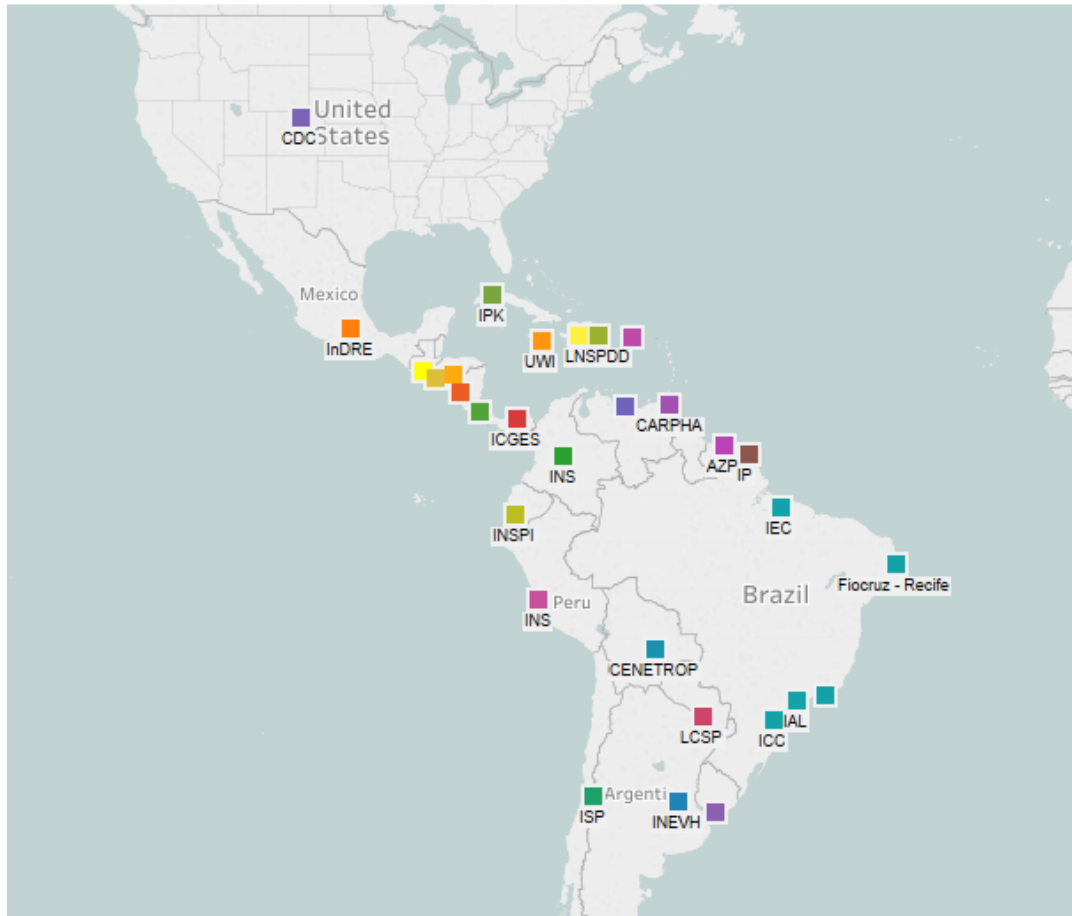 United
States
CDC
Mexico
IPK
InDRE
UWI
LNSPDD
CARPHA
ICGES
AZP
IP
INS
IEC
INSPI
Fiocruz - Recife
Brazil
INS
Peru
CENETROP
IAL
LCSP
ICC
Argenti
ISP
INEVH